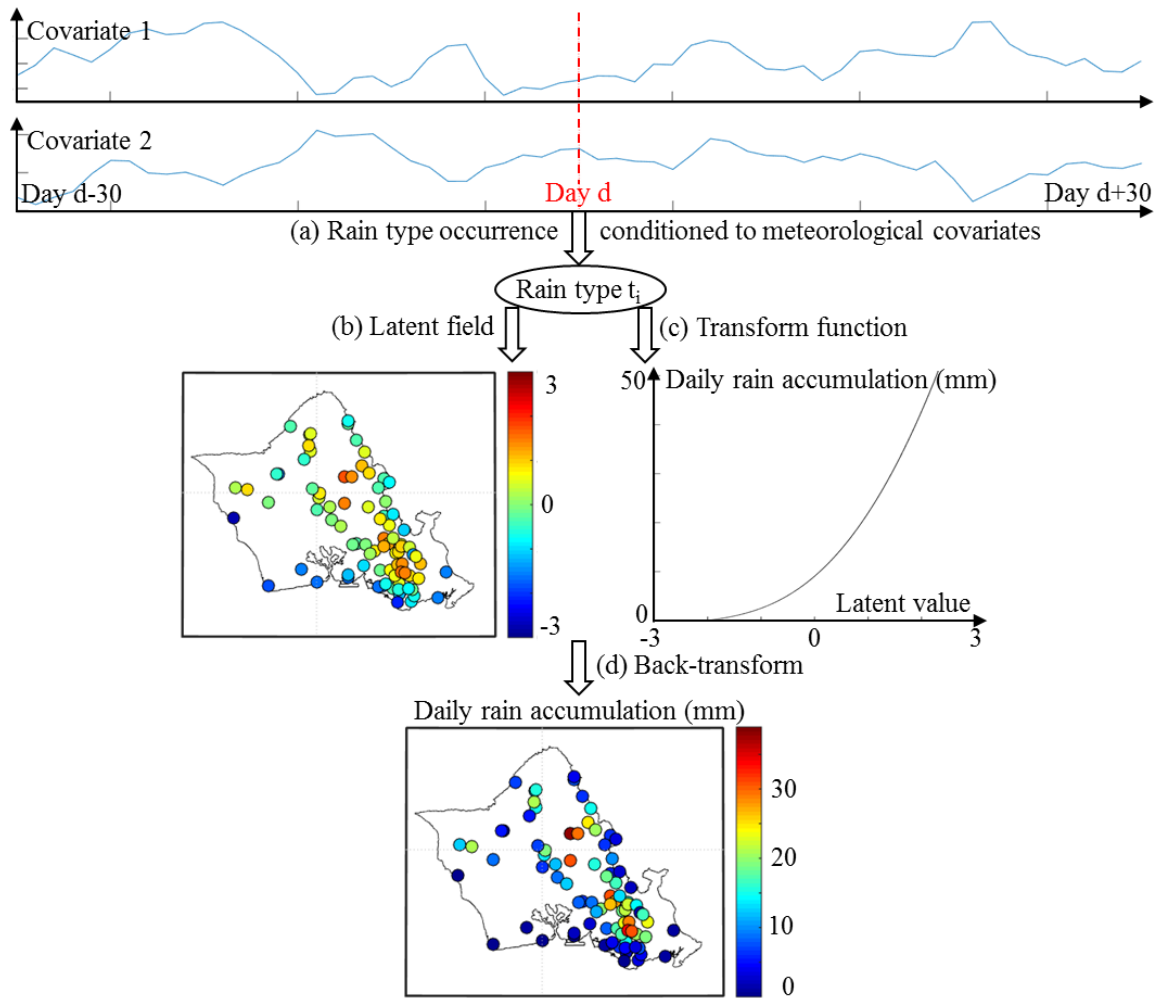 Covariate 1
Covariate 2
Day d-30
Day d
Day d+30
(a) Rain type occurrence
conditioned to meteorological covariates
Rain type tᵢ
(b) Latent field
(c) Transform function
3
0
-3
50
Daily rain accumulation (mm)
0
Latent value
-3
0
3
(d) Back-transform
Daily rain accumulation (mm)
30
20
10
0